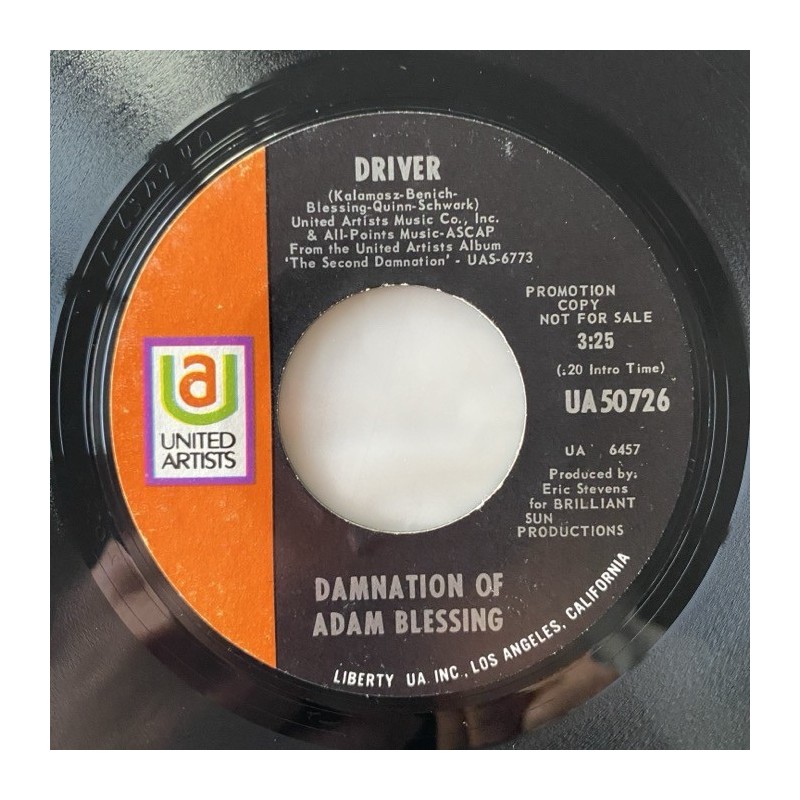 DRIVER
(Kalamasz-Benich-
Blessing-Quinn-Schwark)
United Artists Music Co., Inc.
& All-Points Music-ASCAP
From the United Artists Album
'The Second Damnation' - UAS-6773
PROMOTION
COPY
NOT FOR SALE
3:25
(:20 Intro Time)
UA50726
UA 6457
Produced by:
Eric Stevens
for BRILLIANT
SUN
PRODUCTIONS
ua
UNITED
ARTISTS
DAMNATION OF
ADAM BLESSING
LIBERTY UA. INC., LOS ANGELES, CALIFORNIA